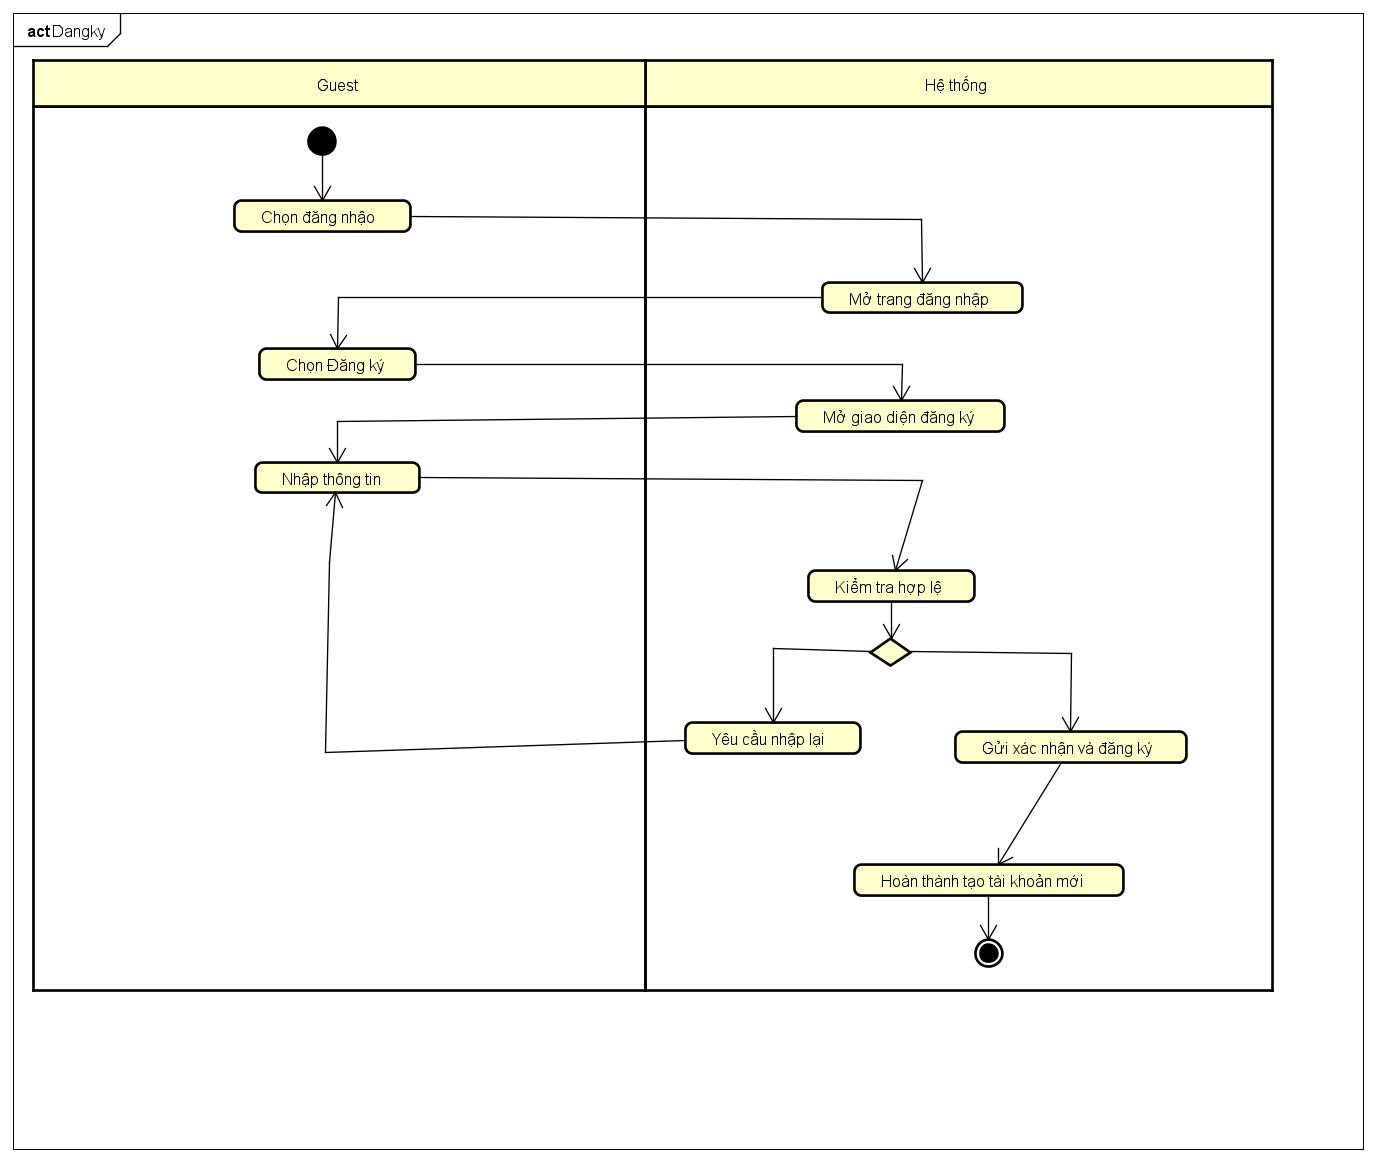 act Dangky
Guest
Hệ thống
Chọn đăng nhậo
Mở trang đăng nhập
Chọn Đăng ký
Mở giao diện đăng ký
Nhập thông tin
Kiểm tra hợp lệ
Yêu cầu nhập lại
Gửi xác nhận và đăng ký
Hoàn thành tạo tài khoản mới